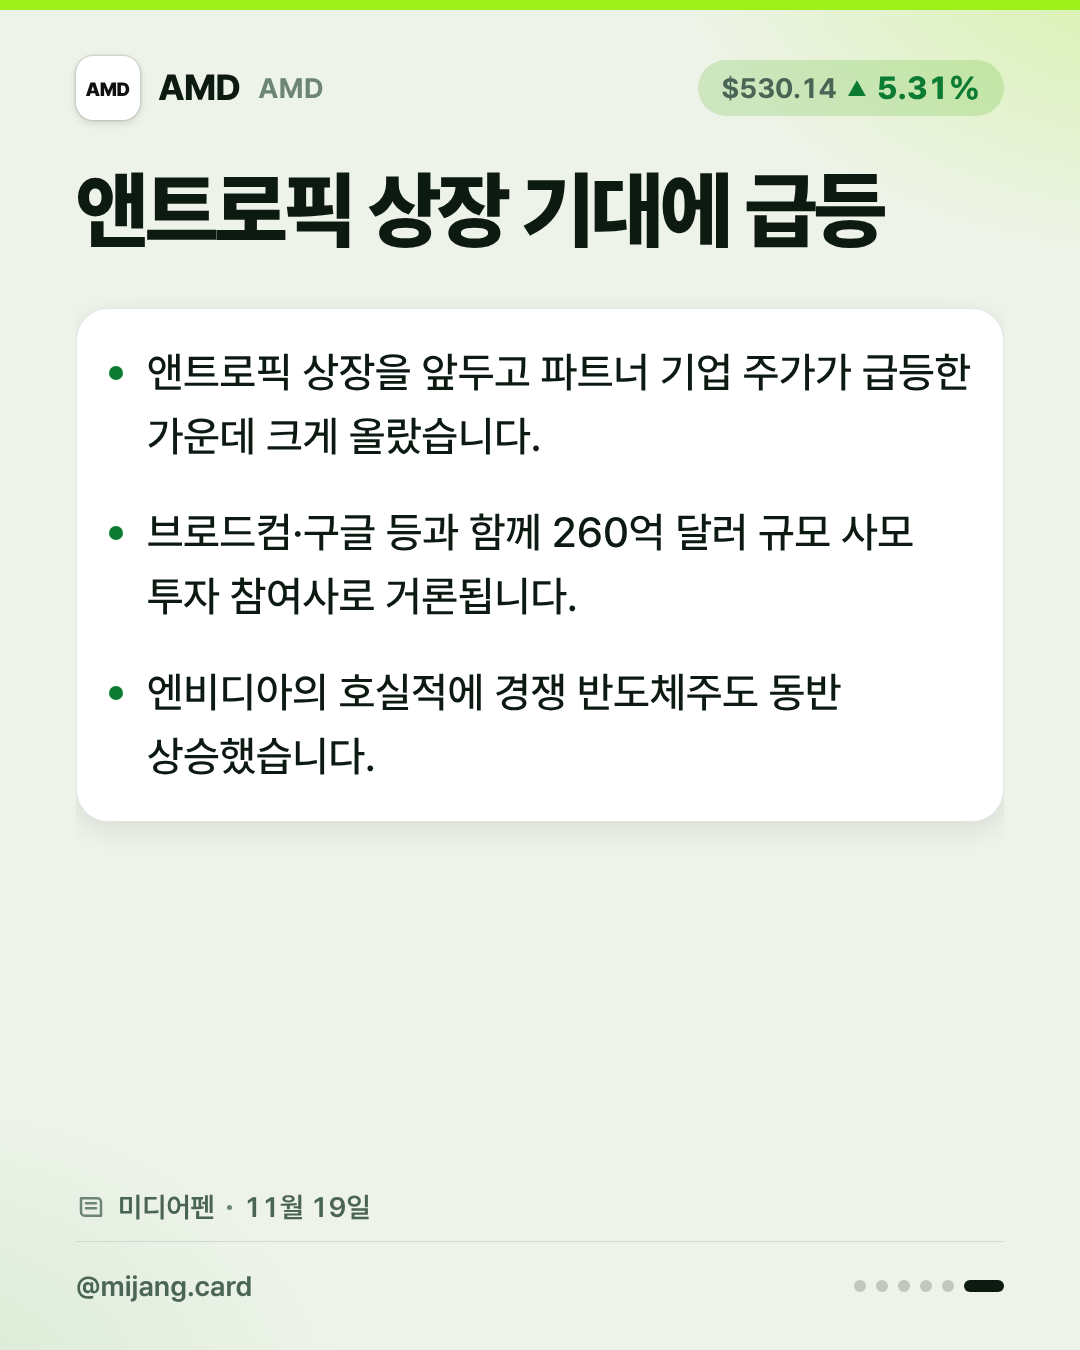 AMD AMD AMD $530.14 ▲ 5.31%
앤트로픽 상장 기대에 급등
• 앤트로픽 상장을 앞두고 파트너 기업 주가가 급등한
가운데 크게 올랐습니다.
• 브로드컴·구글 등과 함께 260억 달러 규모 사모
투자 참여사로 거론됩니다.
• 엔비디아의 호실적에 경쟁 반도체주도 동반
상승했습니다.
미디어펜 · 11월 19일
@mijang.card